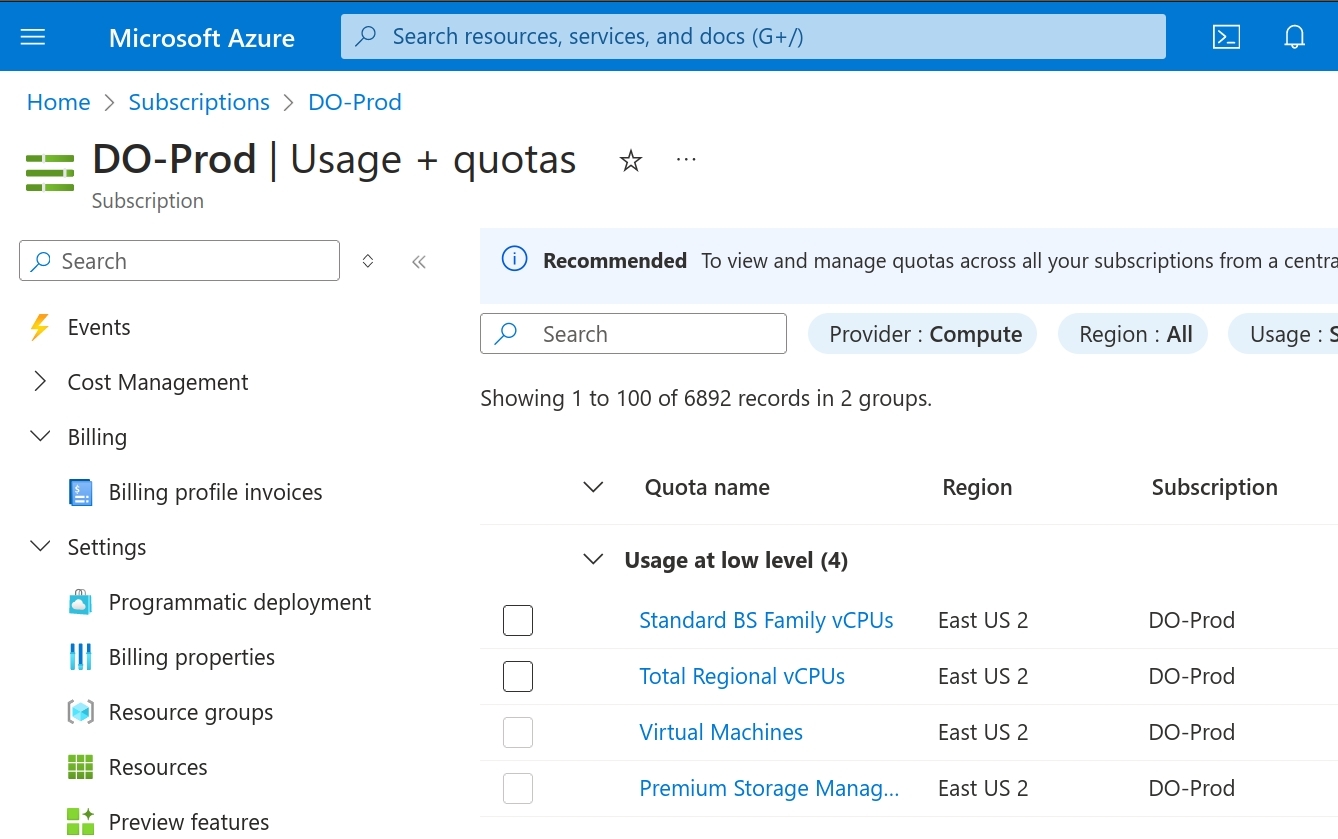 Microsoft Azure
Search resources, services, and docs (G+/)
Home > Subscriptions > DO-Prod
DO-Prod | Usage + quotas
Subscription
Search
Events
Cost Management
Billing
Billing profile invoices
Settings
Programmatic deployment
Billing properties
Resource groups
Resources
Preview features
Recommended To view and manage quotas across all your subscriptions from a centra
Search
Provider : Compute
Region : All
Usage : S
Showing 1 to 100 of 6892 records in 2 groups.
Quota name Region Subscription
Usage at low level (4)
Standard BS Family vCPUs East US 2 DO-Prod
Total Regional vCPUs East US 2 DO-Prod
Virtual Machines East US 2 DO-Prod
Premium Storage Manag... East US 2 DO-Prod